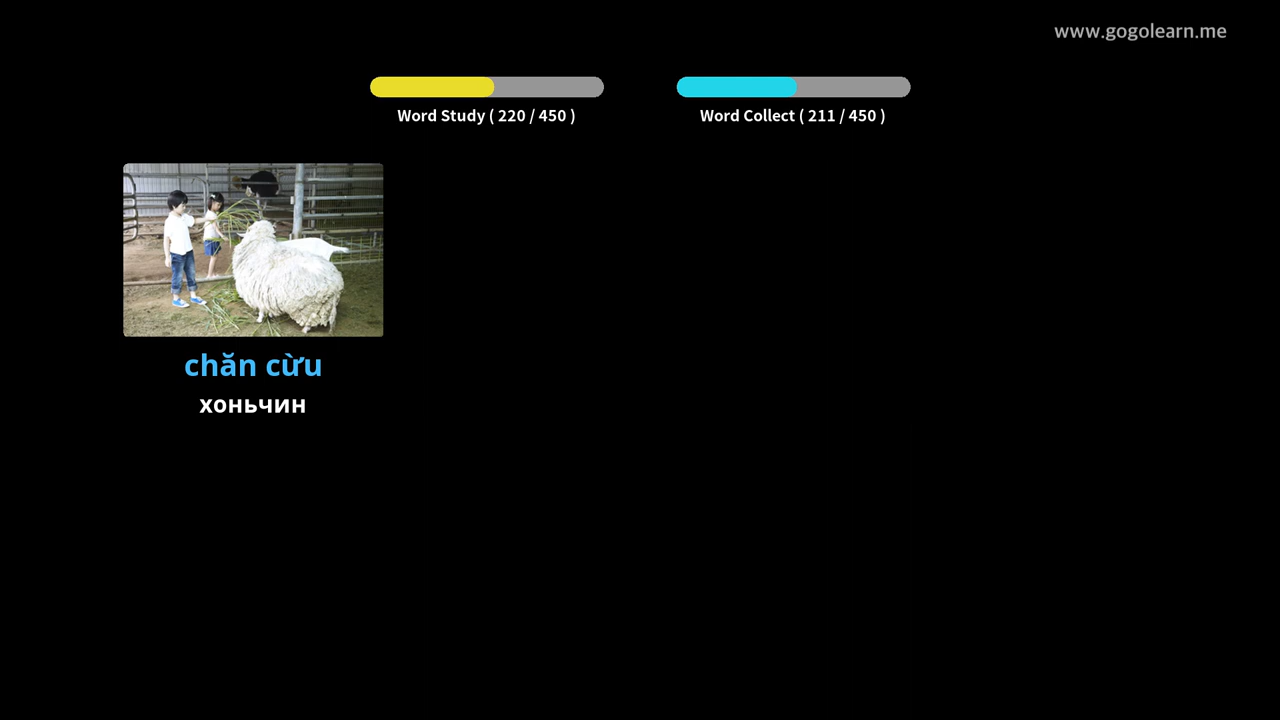 www.gogolearn.me
Word Study ( 220 / 450 )
Word Collect ( 211 / 450 )
chăn cừu
хоньчин